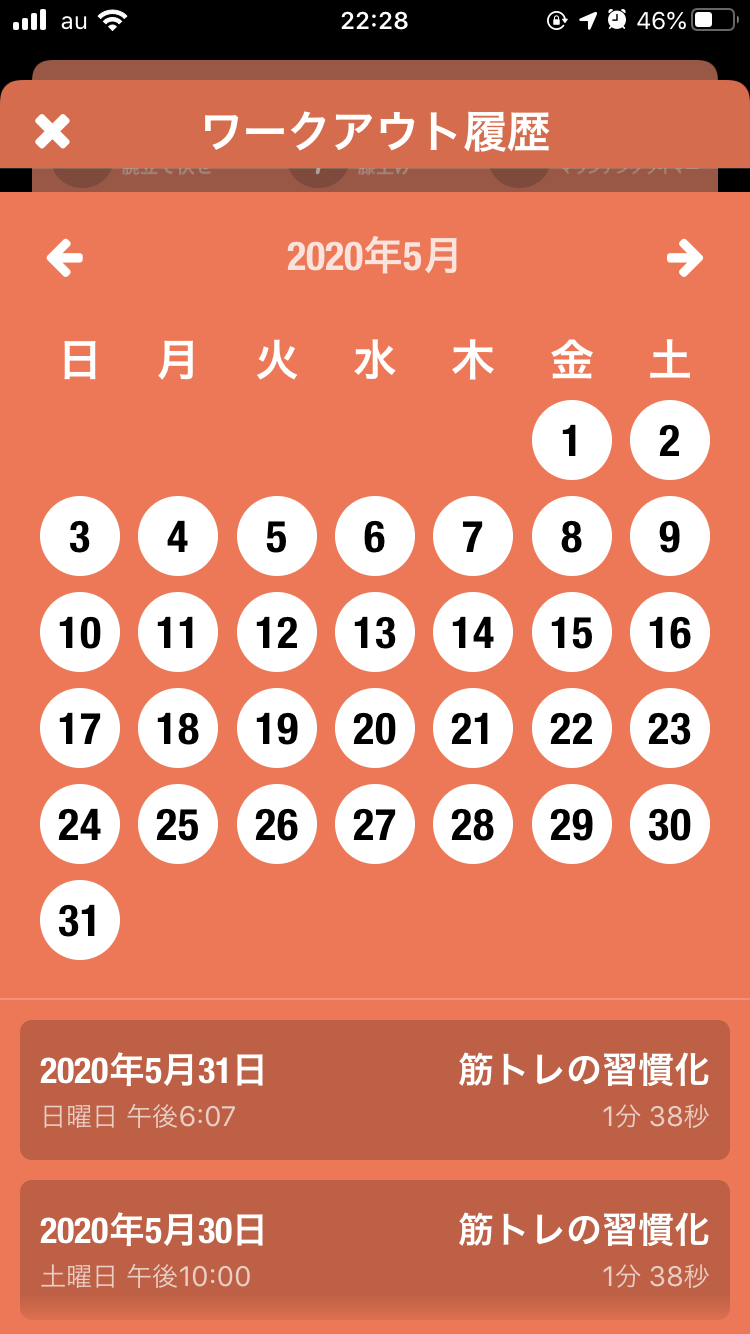 au 22:28 46%
ワークアウト履歴
2020年5月
日 月 火 水 木 金 土
1 2
3 4 5 6 7 8 9
10 11 12 13 14 15 16
17 18 19 20 21 22 23
24 25 26 27 28 29 30
31
2020年5月31日 筋トレの習慣化
日曜日 午後6:07 1分 38秒
2020年5月30日 筋トレの習慣化
土曜日 午後10:00 1分 38秒